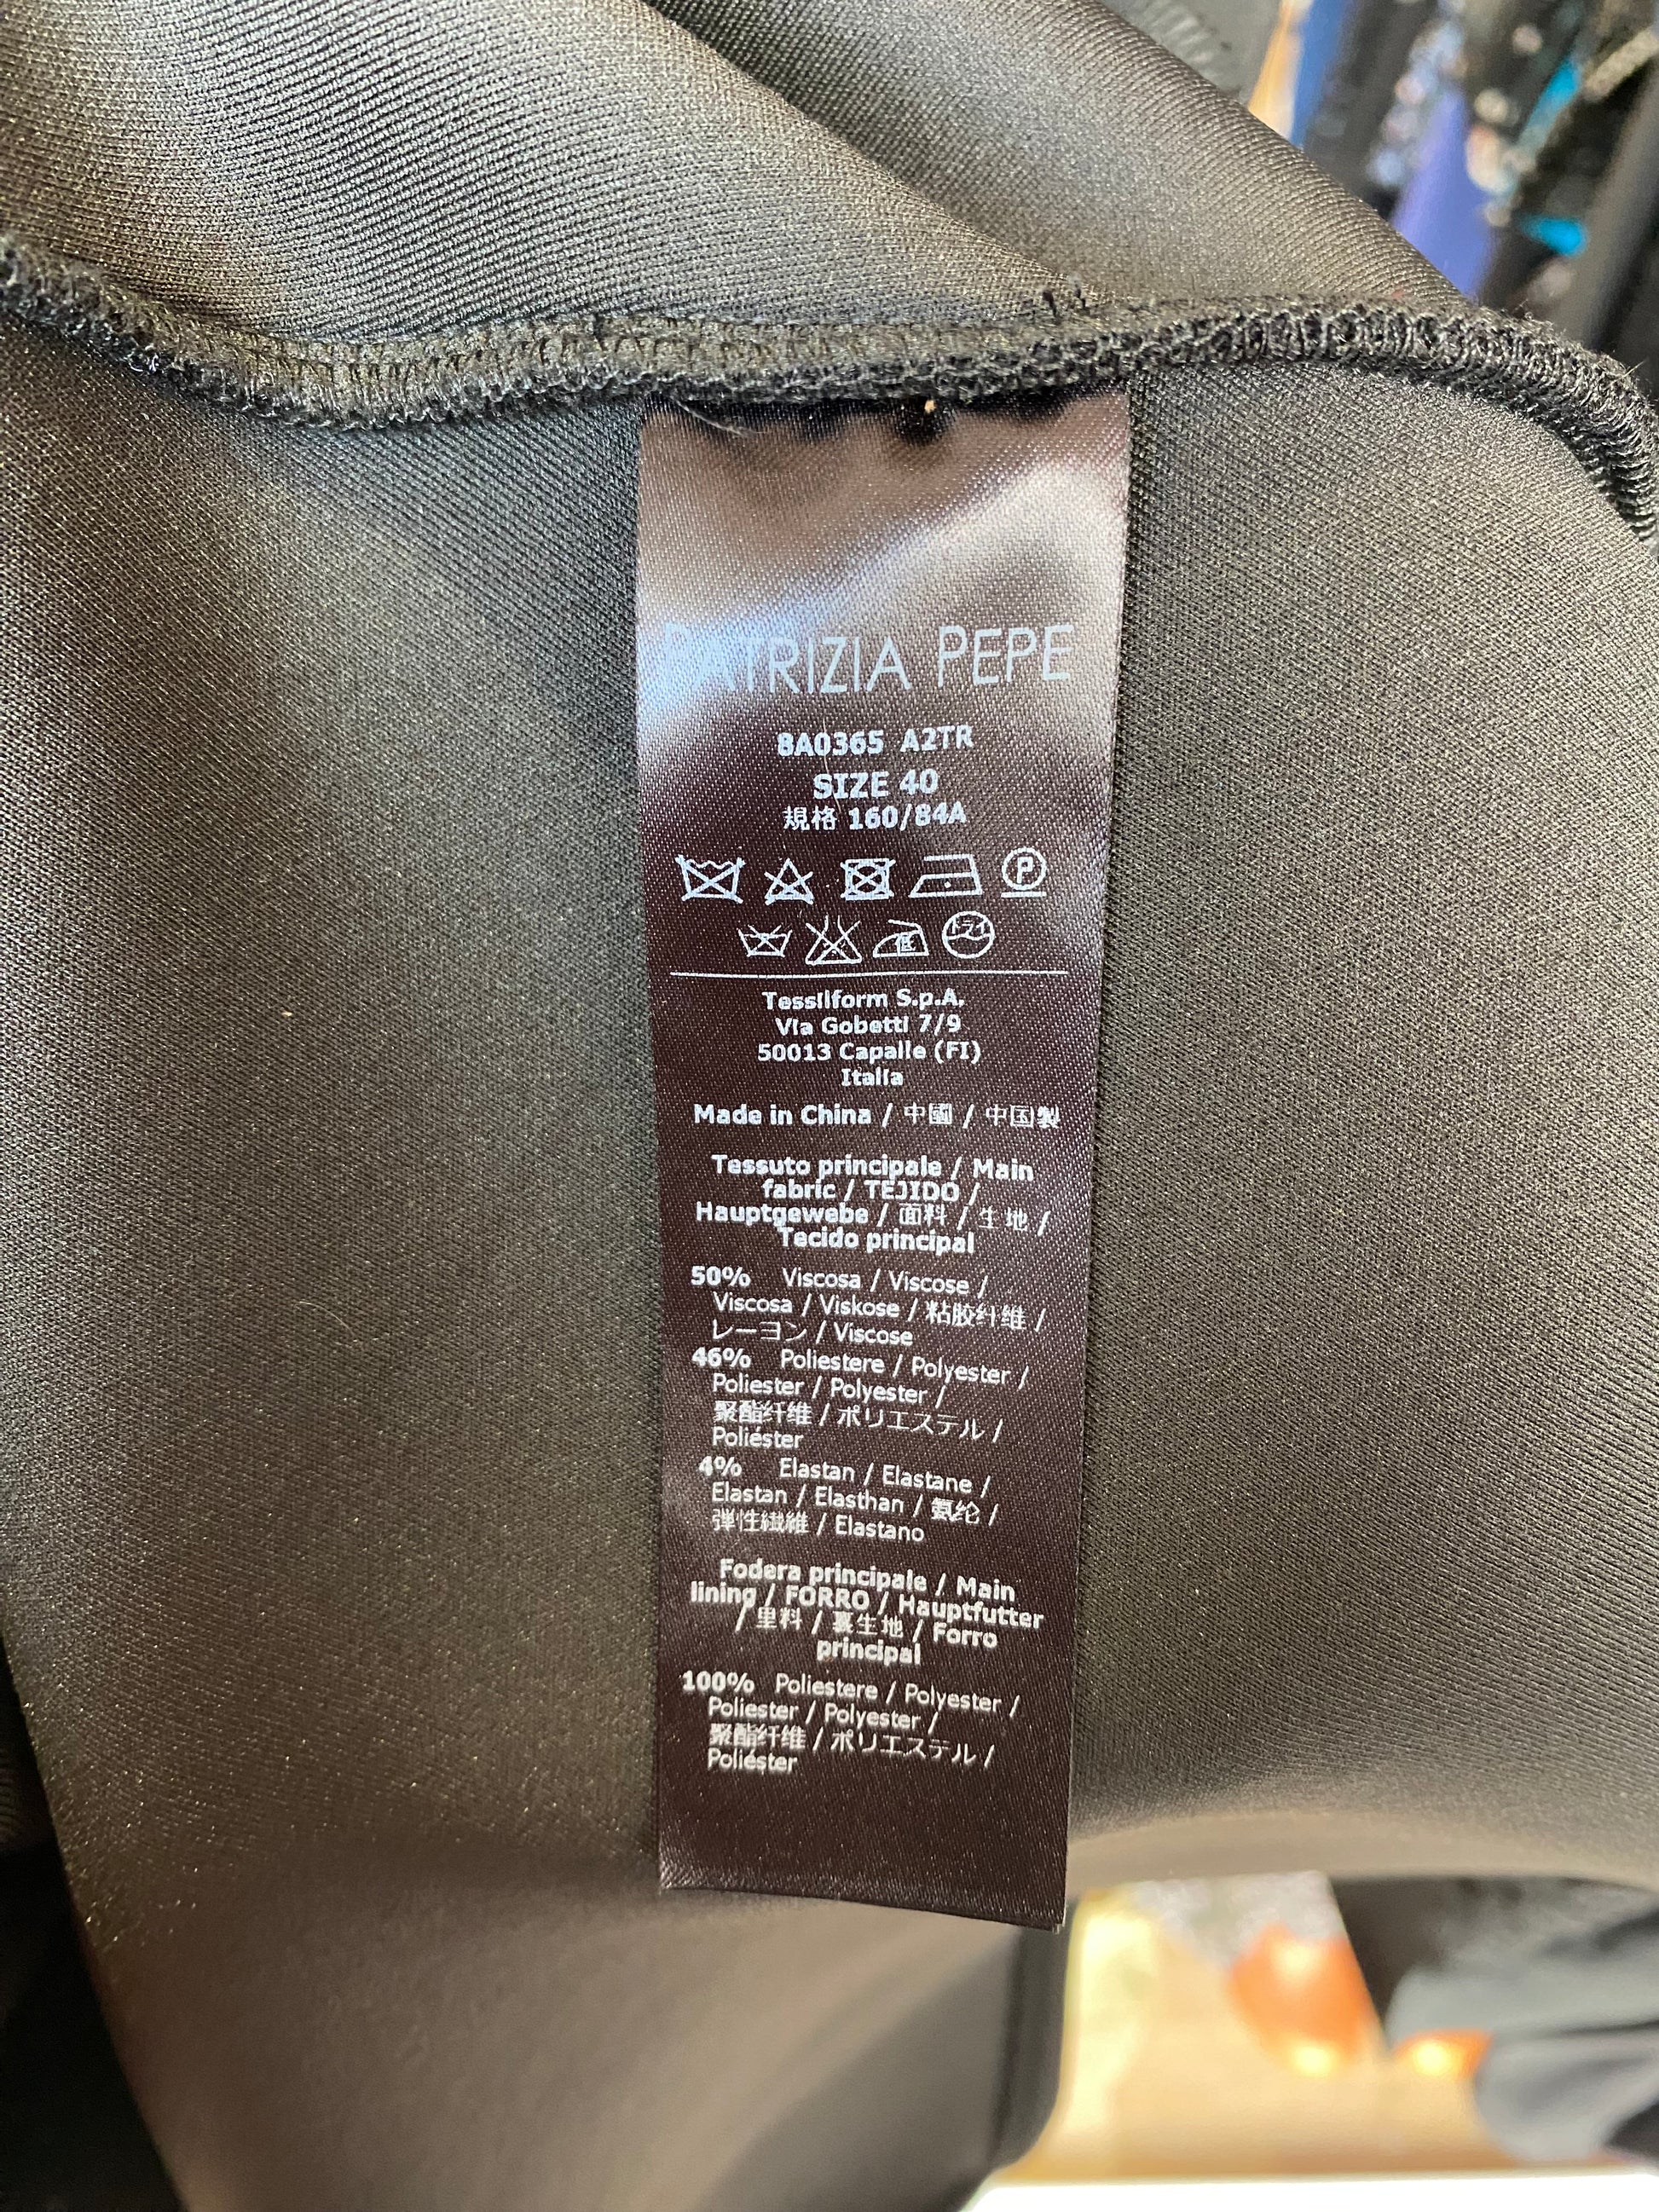 PATRIZIA PEPE
8A0365 A2TR
SIZE 40
規格 160/84A
P
低 ドライ
Tessilform S.p.A.
Via Gobetti 7/9
50013 Capalle (FI)
Italia
Made in China / 中國 / 中国製
Tessuto principale / Main
fabric / TEJIDO /
Hauptgewebe / 面料 / 生地 /
Tecido principal
50% Viscosa / Viscose /
Viscosa / Viskose / 粘胶纤维 /
レーヨン / Viscose
46% Poliestere / Polyester /
Poliester / Polyester /
聚酯纤维 / ポリエステル /
Poliéster
4% Elastan / Elastane /
Elastan / Elasthan / 氨纶 /
弾性繊維 / Elastano
Fodera principale / Main
lining / FORRO / Hauptfutter
/ 里料 / 裏生地 / Forro
principal
100% Poliestere / Polyester /
Poliester / Polyester /
聚酯纤维 / ポリエステル /
Poliéster